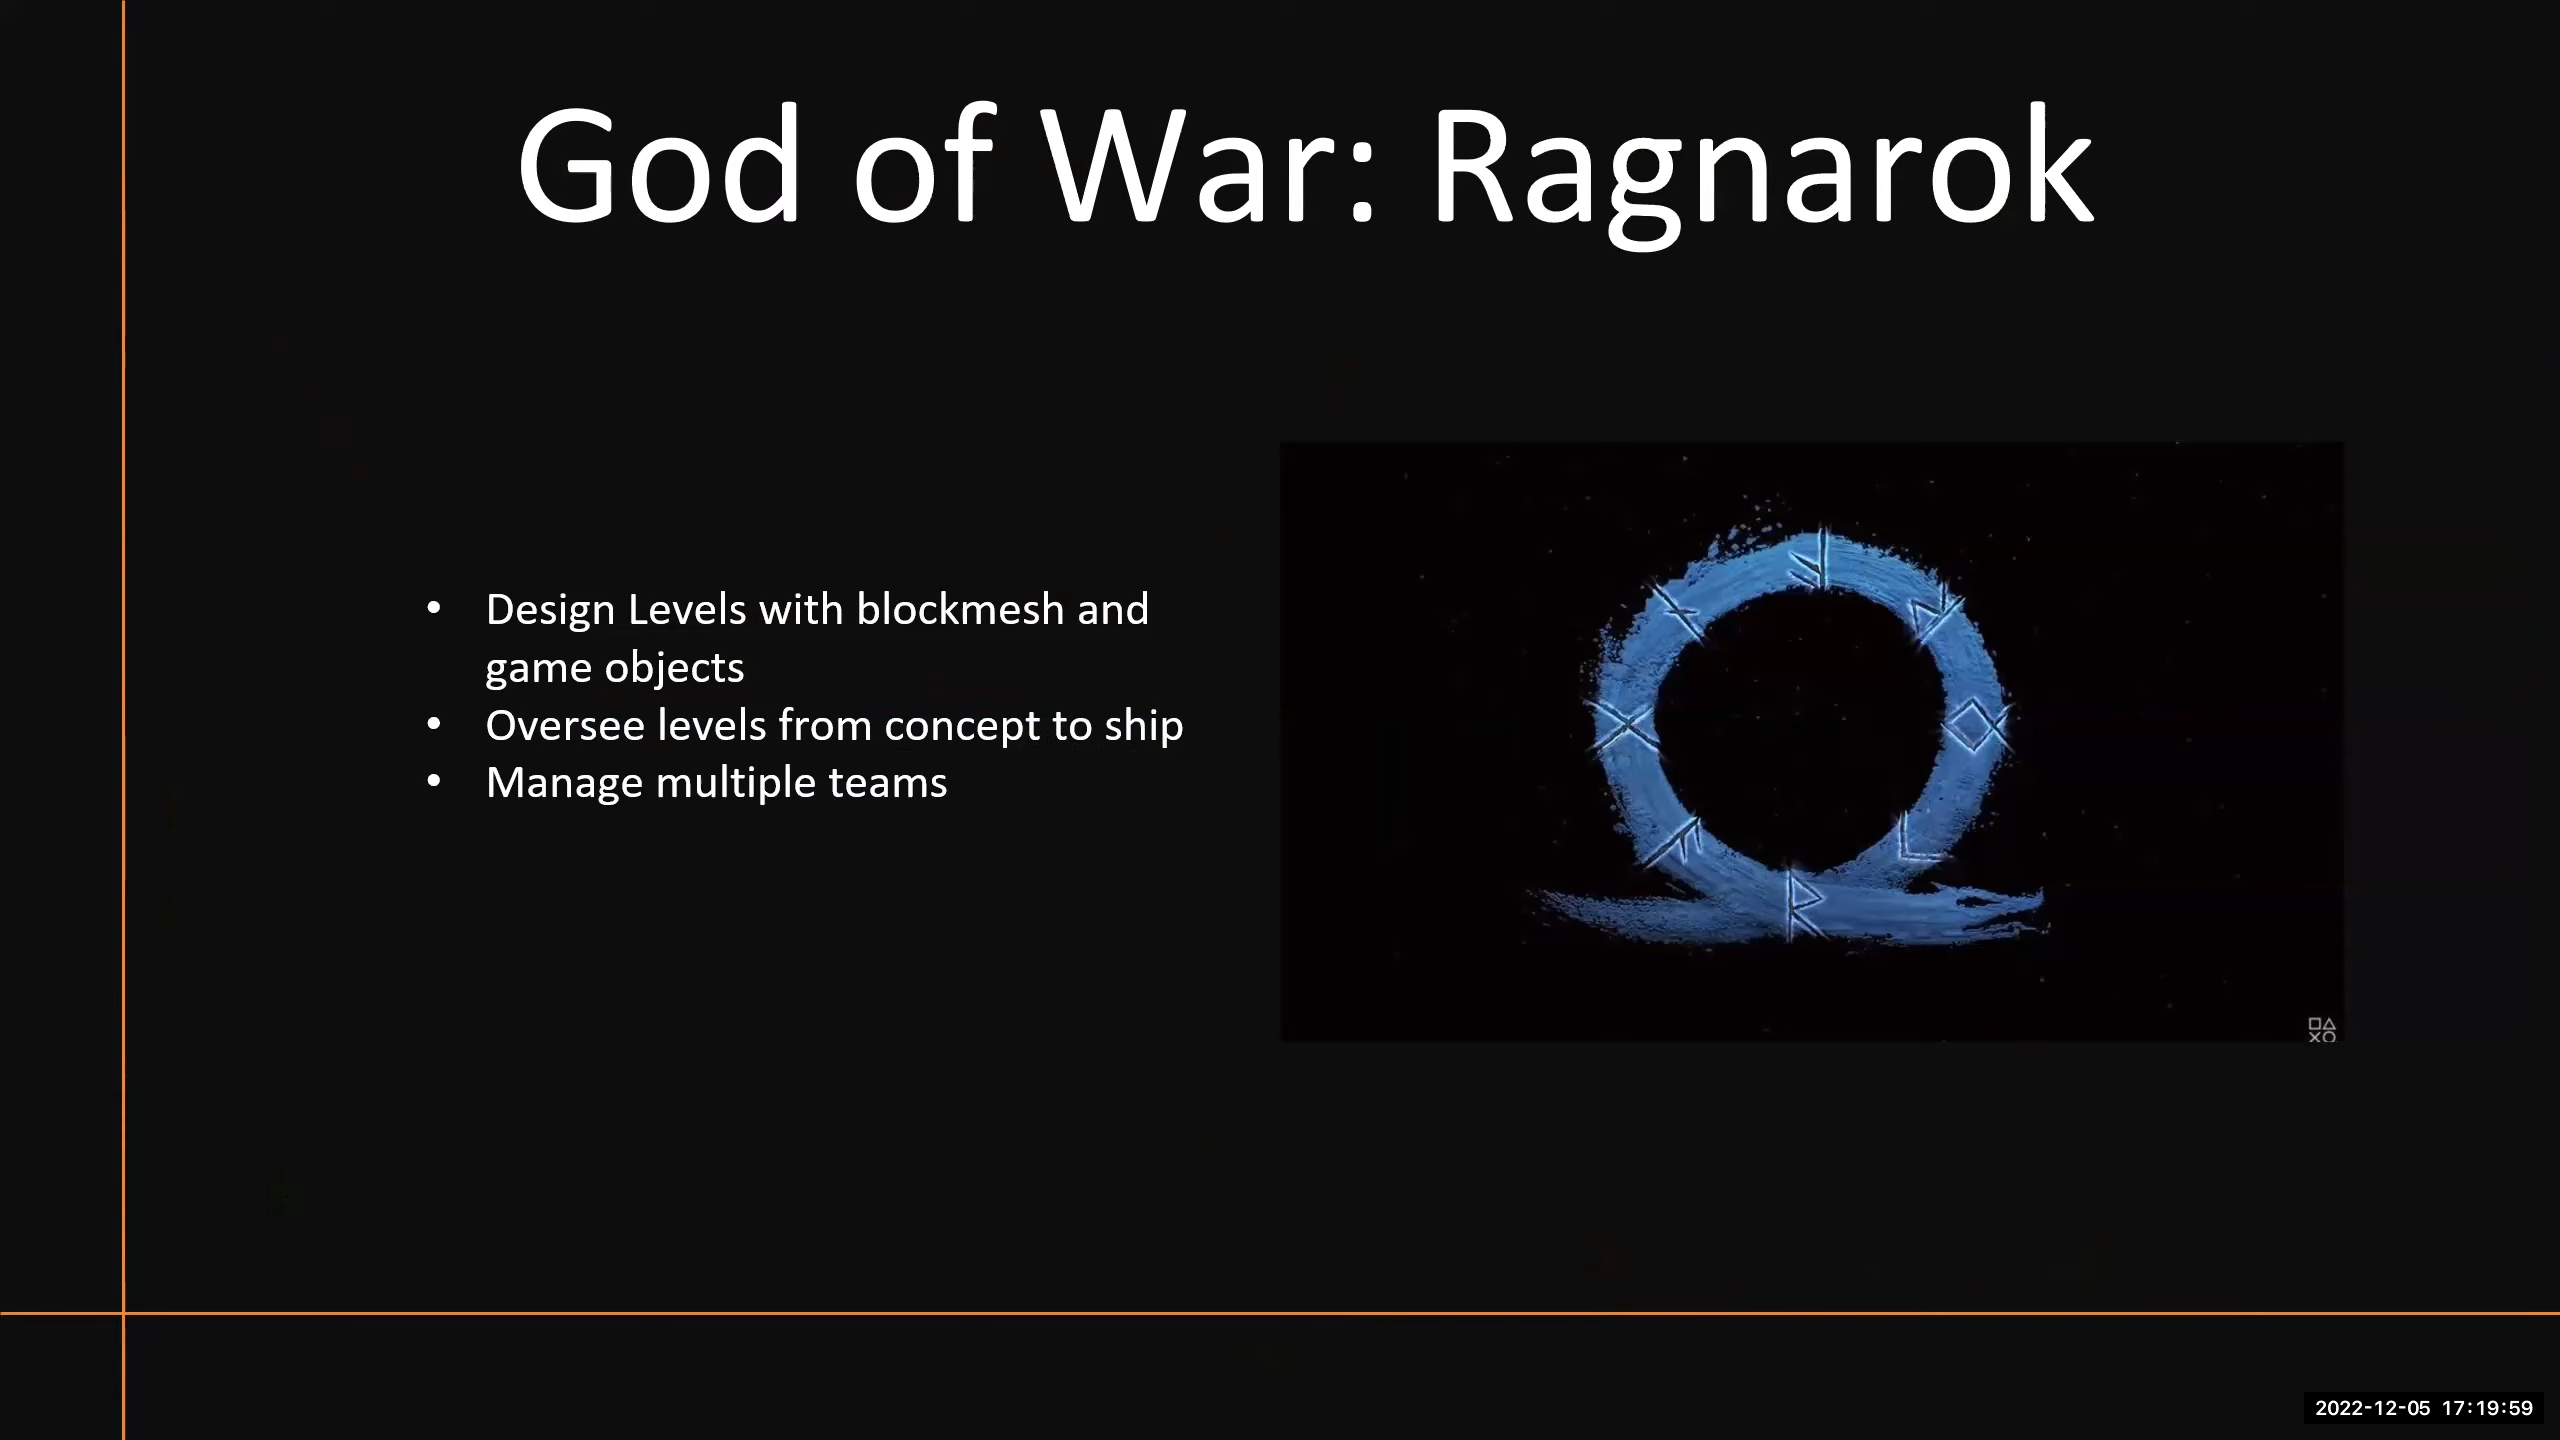 God of War: Ragnarok
• Design Levels with blockmesh and
game objects
• Oversee levels from concept to ship
• Manage multiple teams
2022-12-05 17:19:59